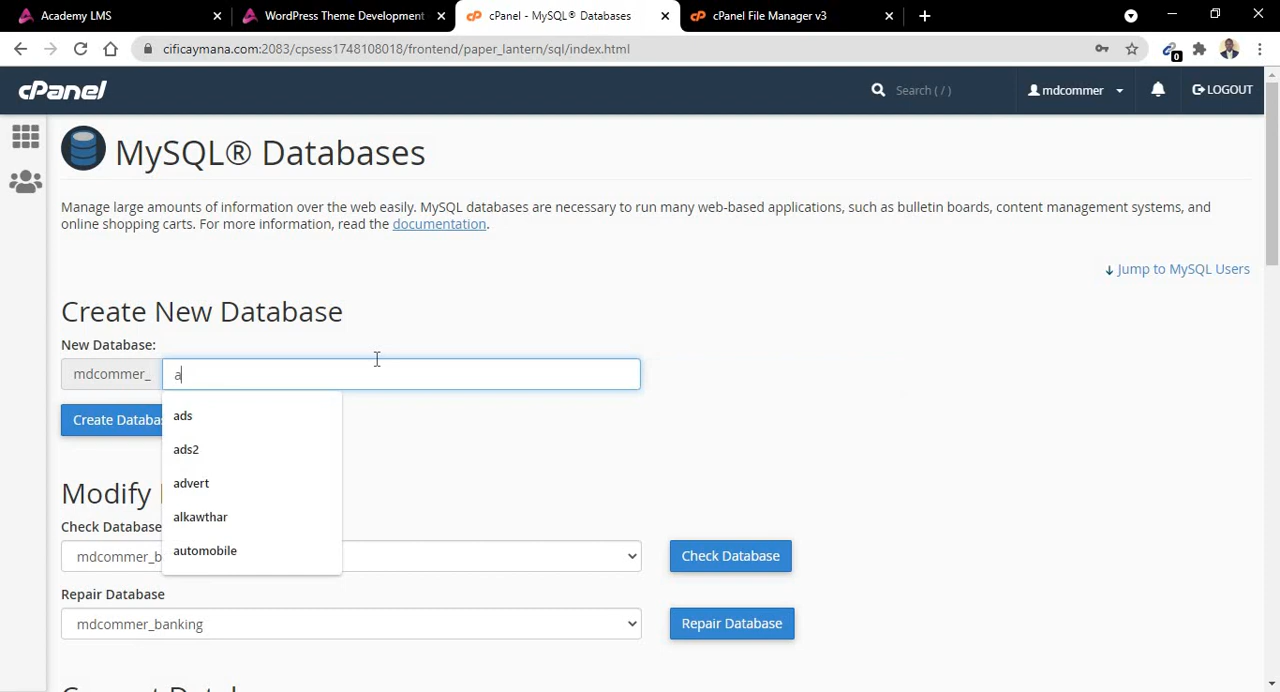 Academy LMS
WordPress Theme Development
cPanel - MySQL® Databases
cPanel File Manager v3
cificaymana.com:2083/cpsess1748108018/frontend/paper_lantern/sql/index.html
0
cPanel
Search ( / )
mdcommer
LOGOUT
MySQL® Databases
Manage large amounts of information over the web easily. MySQL databases are necessary to run many web-based applications, such as bulletin boards, content management systems, and
online shopping carts. For more information, read the documentation.
Jump to MySQL Users
Create New Database
New Database:
mdcommer_
a
Create Databa
ads
ads2
advert
alkawthar
automobile
Modify
Check Database
mdcommer_b
Check Database
Repair Database
mdcommer_banking
Repair Database